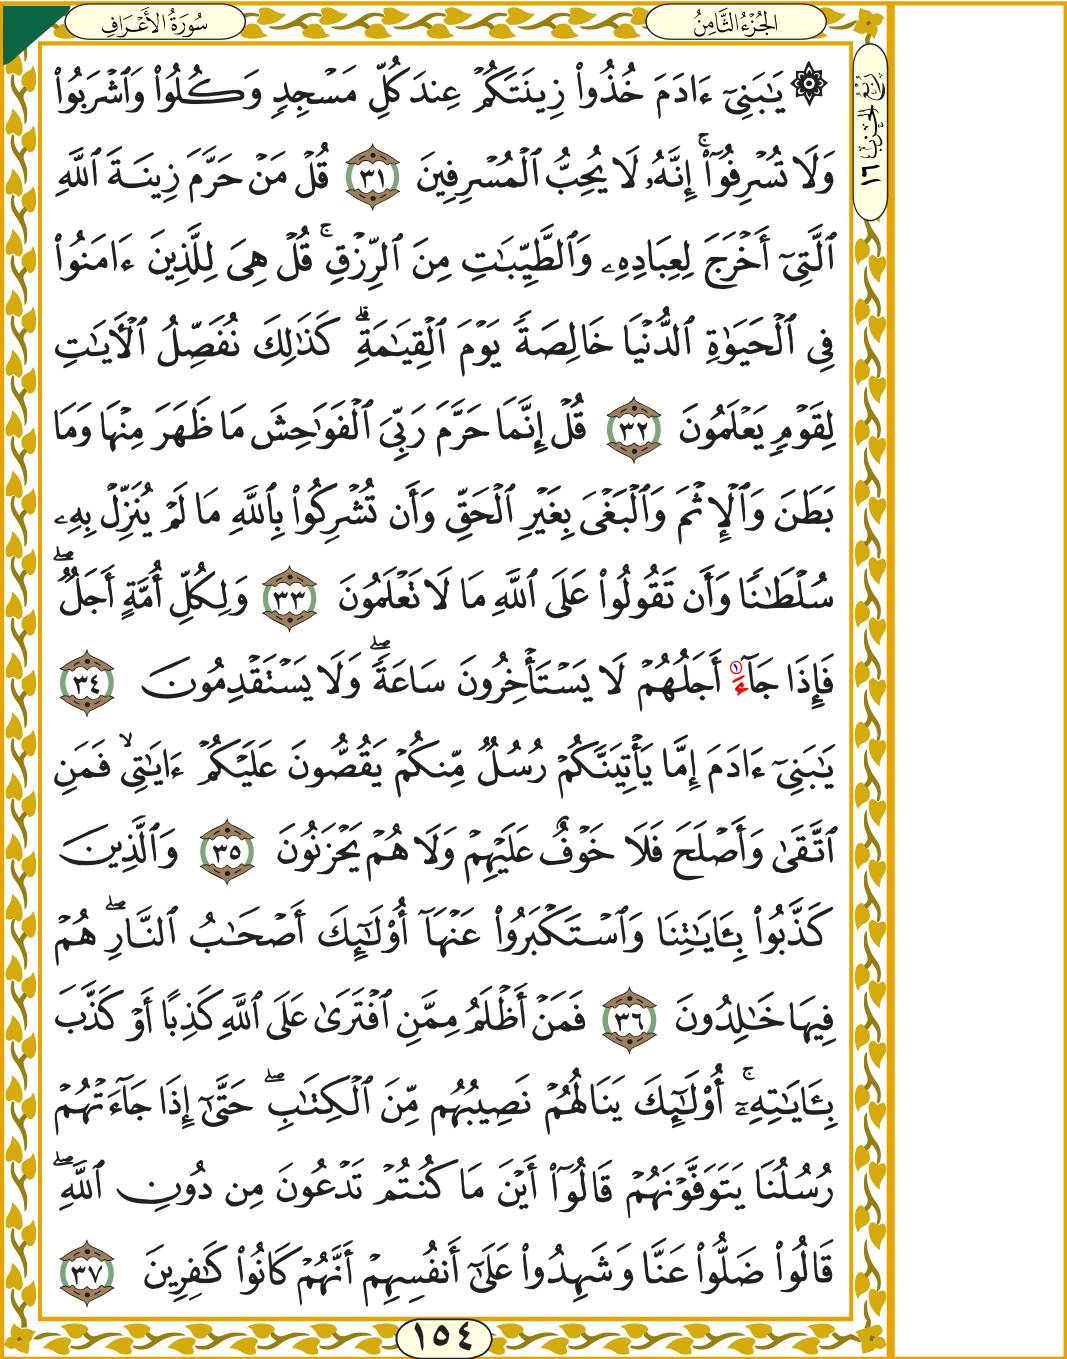 سُورَةُ الأَعْرَافِ
الجُزْءُ الثَّامِنُ
رُبْعُ الحِزْبِ ١٦
۞ يَٰبَنِىٓ ءَادَمَ خُذُوا۟ زِينَتَكُمْ عِندَ كُلِّ مَسْجِدٍ وَكُلُوا۟ وَٱشْرَبُوا۟
وَلَا تُسْرِفُوٓا۟ ۚ إِنَّهُۥ لَا يُحِبُّ ٱلْمُسْرِفِينَ ٣١ قُلْ مَنْ حَرَّمَ زِينَةَ ٱللَّهِ
ٱلَّتِىٓ أَخْرَجَ لِعِبَادِهِۦ وَٱلطَّيِّبَٰتِ مِنَ ٱلرِّزْقِ ۚ قُلْ هِىَ لِلَّذِينَ ءَامَنُوا۟
فِى ٱلْحَيَوٰةِ ٱلدُّنْيَا خَالِصَةً يَوْمَ ٱلْقِيَٰمَةِ ۗ كَذَٰلِكَ نُفَصِّلُ ٱلْءَايَٰتِ
لِقَوْمٍ يَعْلَمُونَ ٣٢ قُلْ إِنَّمَا حَرَّمَ رَبِّىَ ٱلْفَوَٰحِشَ مَا ظَهَرَ مِنْهَا وَمَا
بَطَنَ وَٱلْإِثْمَ وَٱلْبَغْىَ بِغَيْرِ ٱلْحَقِّ وَأَن تُشْرِكُوا۟ بِٱللَّهِ مَا لَمْ يُنَزِّلْ بِهِۦ
سُلْطَٰنًا وَأَن تَقُولُوا۟ عَلَى ٱللَّهِ مَا لَا تَعْلَمُونَ ٣٣ وَلِكُلِّ أُمَّةٍ أَجَلٌ ۖ
فَإِذَا جَآءَ ١ أَجَلُهُمْ لَا يَسْتَأْخِرُونَ سَاعَةً ۖ وَلَا يَسْتَقْدِمُونَ ٣٤
يَٰبَنِىٓ ءَادَمَ إِمَّا يَأْتِيَنَّكُمْ رُسُلٌ مِّنكُمْ يَقُصُّونَ عَلَيْكُمْ ءَايَٰتِى ۙ فَمَنِ
ٱتَّقَىٰ وَأَصْلَحَ فَلَا خَوْفٌ عَلَيْهِمْ وَلَا هُمْ يَحْزَنُونَ ٣٥ وَٱلَّذِينَ
كَذَّبُوا۟ بِـَٔايَٰتِنَا وَٱسْتَكْبَرُوا۟ عَنْهَآ أُو۟لَٰٓئِكَ أَصْحَٰبُ ٱلنَّارِ ۖ هُمْ
فِيهَا خَٰلِدُونَ ٣٦ فَمَنْ أَظْلَمُ مِمَّنِ ٱفْتَرَىٰ عَلَى ٱللَّهِ كَذِبًا أَوْ كَذَّبَ
بِـَٔايَٰتِهِۦٓ ۚ أُو۟لَٰٓئِكَ يَنَالُهُمْ نَصِيبُهُم مِّنَ ٱلْكِتَٰبِ ۖ حَتَّىٰٓ إِذَا جَآءَتْهُمْ
رُسُلُنَا يَتَوَفَّوْنَهُمْ قَالُوٓا۟ أَيْنَ مَا كُنتُمْ تَدْعُونَ مِن دُونِ ٱللَّهِ ۖ
قَالُوا۟ ضَلُّوا۟ عَنَّا وَشَهِدُوا۟ عَلَىٰٓ أَنفُسِهِمْ أَنَّهُمْ كَانُوا۟ كَٰفِرِينَ ٣٧
١٥٤